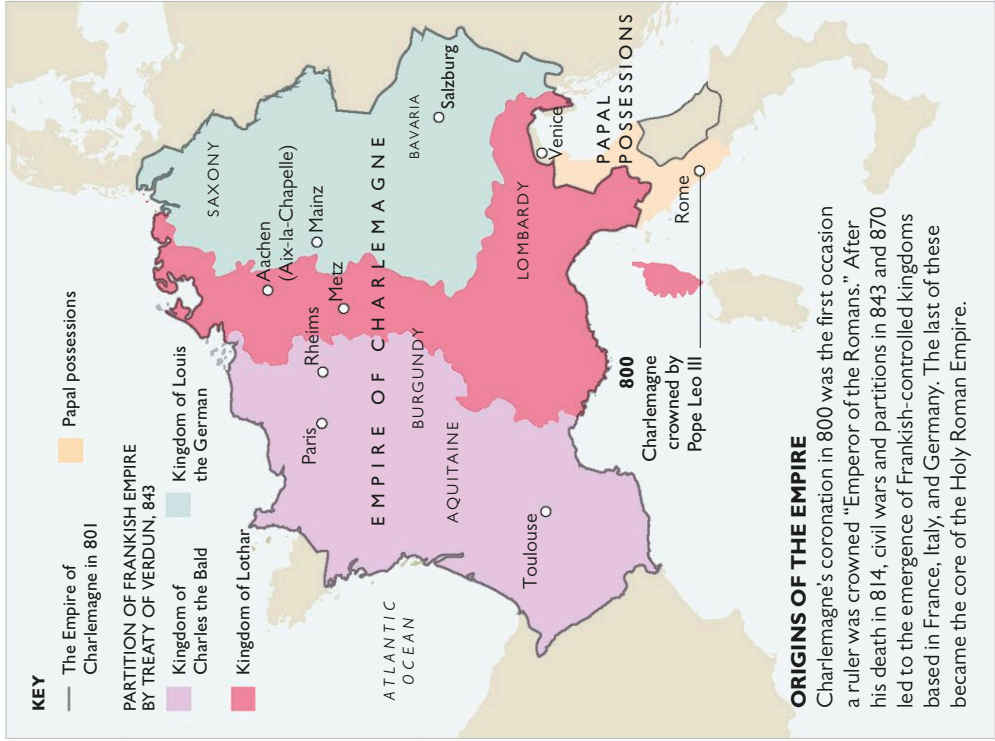 KEY
The Empire of
Charlemagne in 801
Papal possessions
PARTITION OF FRANKISH EMPIRE
BY TREATY OF VERDUN, 843
Kingdom of
Charles the Bald
Kingdom of Louis
the German
Kingdom of Lothar
SAXONY
Aachen
(Aix-la-Chapelle)
Mainz
Metz
Rheims
Paris
EMPIRE OF CHARLEMAGNE
BAVARIA
Salzburg
BURGUNDY
AQUITAINE
ATLANTIC
OCEAN
Toulouse
LOMBARDY
Venice
PAPAL
POSSESSIONS
Rome
800
Charlemagne
crowned by
Pope Leo III
ORIGINS OF THE EMPIRE
Charlemagne’s coronation in 800 was the first occasion
a ruler was crowned “Emperor of the Romans.” After
his death in 814, civil wars and partitions in 843 and 870
led to the emergence of Frankish-controlled kingdoms
based in France, Italy, and Germany. The last of these
became the core of the Holy Roman Empire.